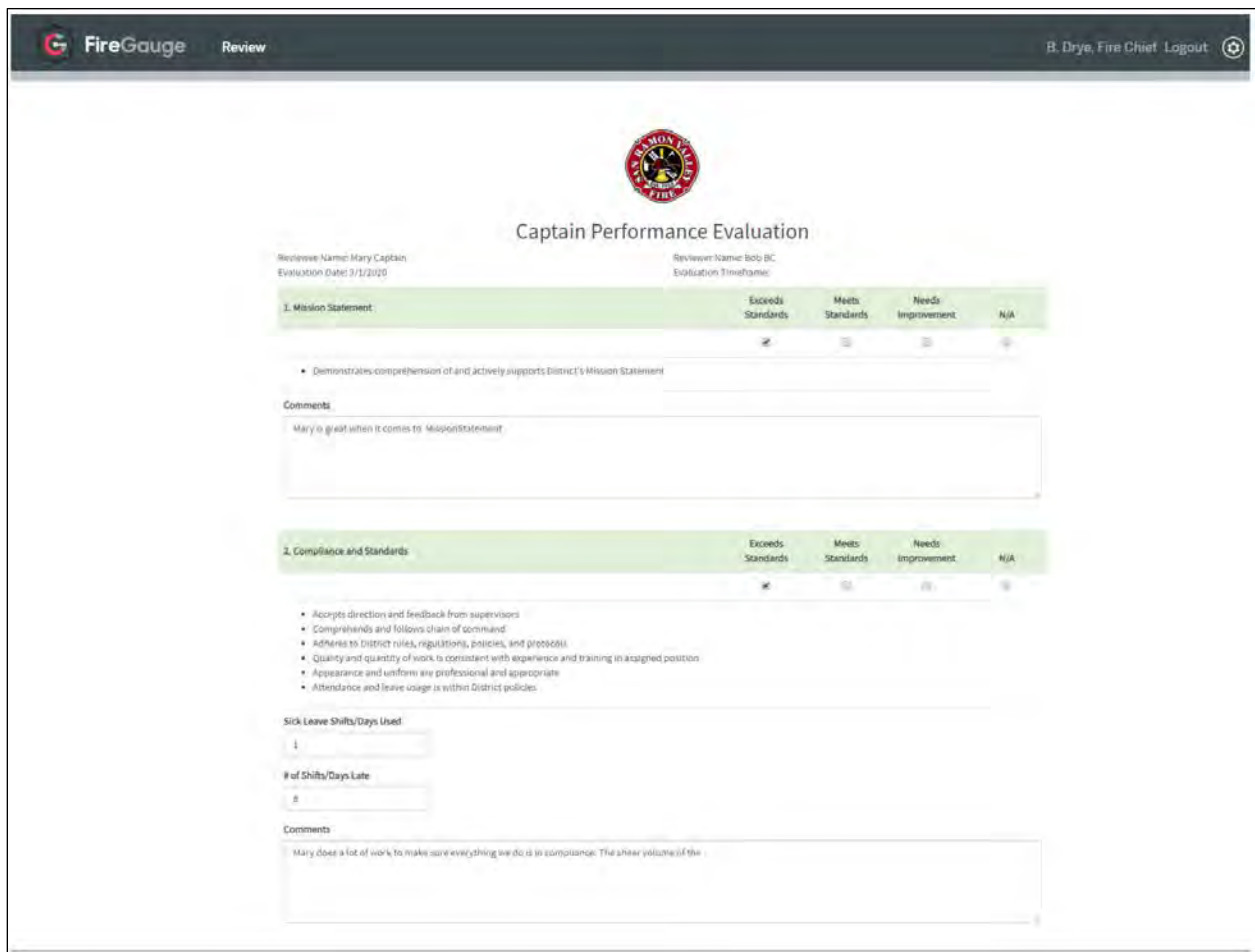 FireGauge Review B. Drye, Fire Chief Logout
SAN RAMON VALLEY
FIRE
Captain Performance Evaluation
Reviewee Name: Mary Captain Reviewer Name: Bob BC
Evaluation Date: 3/1/2020 Evaluation Timeframe:
1. Mission Statement Exceeds Standards Meets Standards Needs Improvement N/A
• Demonstrates comprehension of and actively supports District's Mission Statement
Comments
Mary is great when it comes to MissionStatement
2. Compliance and Standards Exceeds Standards Meets Standards Needs Improvement N/A
• Accepts direction and feedback from supervisors
• Comprehends and follows chain of command
• Adheres to District rules, regulations, policies, and protocols
• Quality and quantity of work is consistent with experience and training in assigned position
• Appearance and uniform are professional and appropriate
• Attendance and leave usage is within District policies
Sick Leave Shifts/Days Used
1
# of Shifts/Days Late
Comments
Mary does a lot of work to make sure everything we do is in compliance. The sheer volume of the